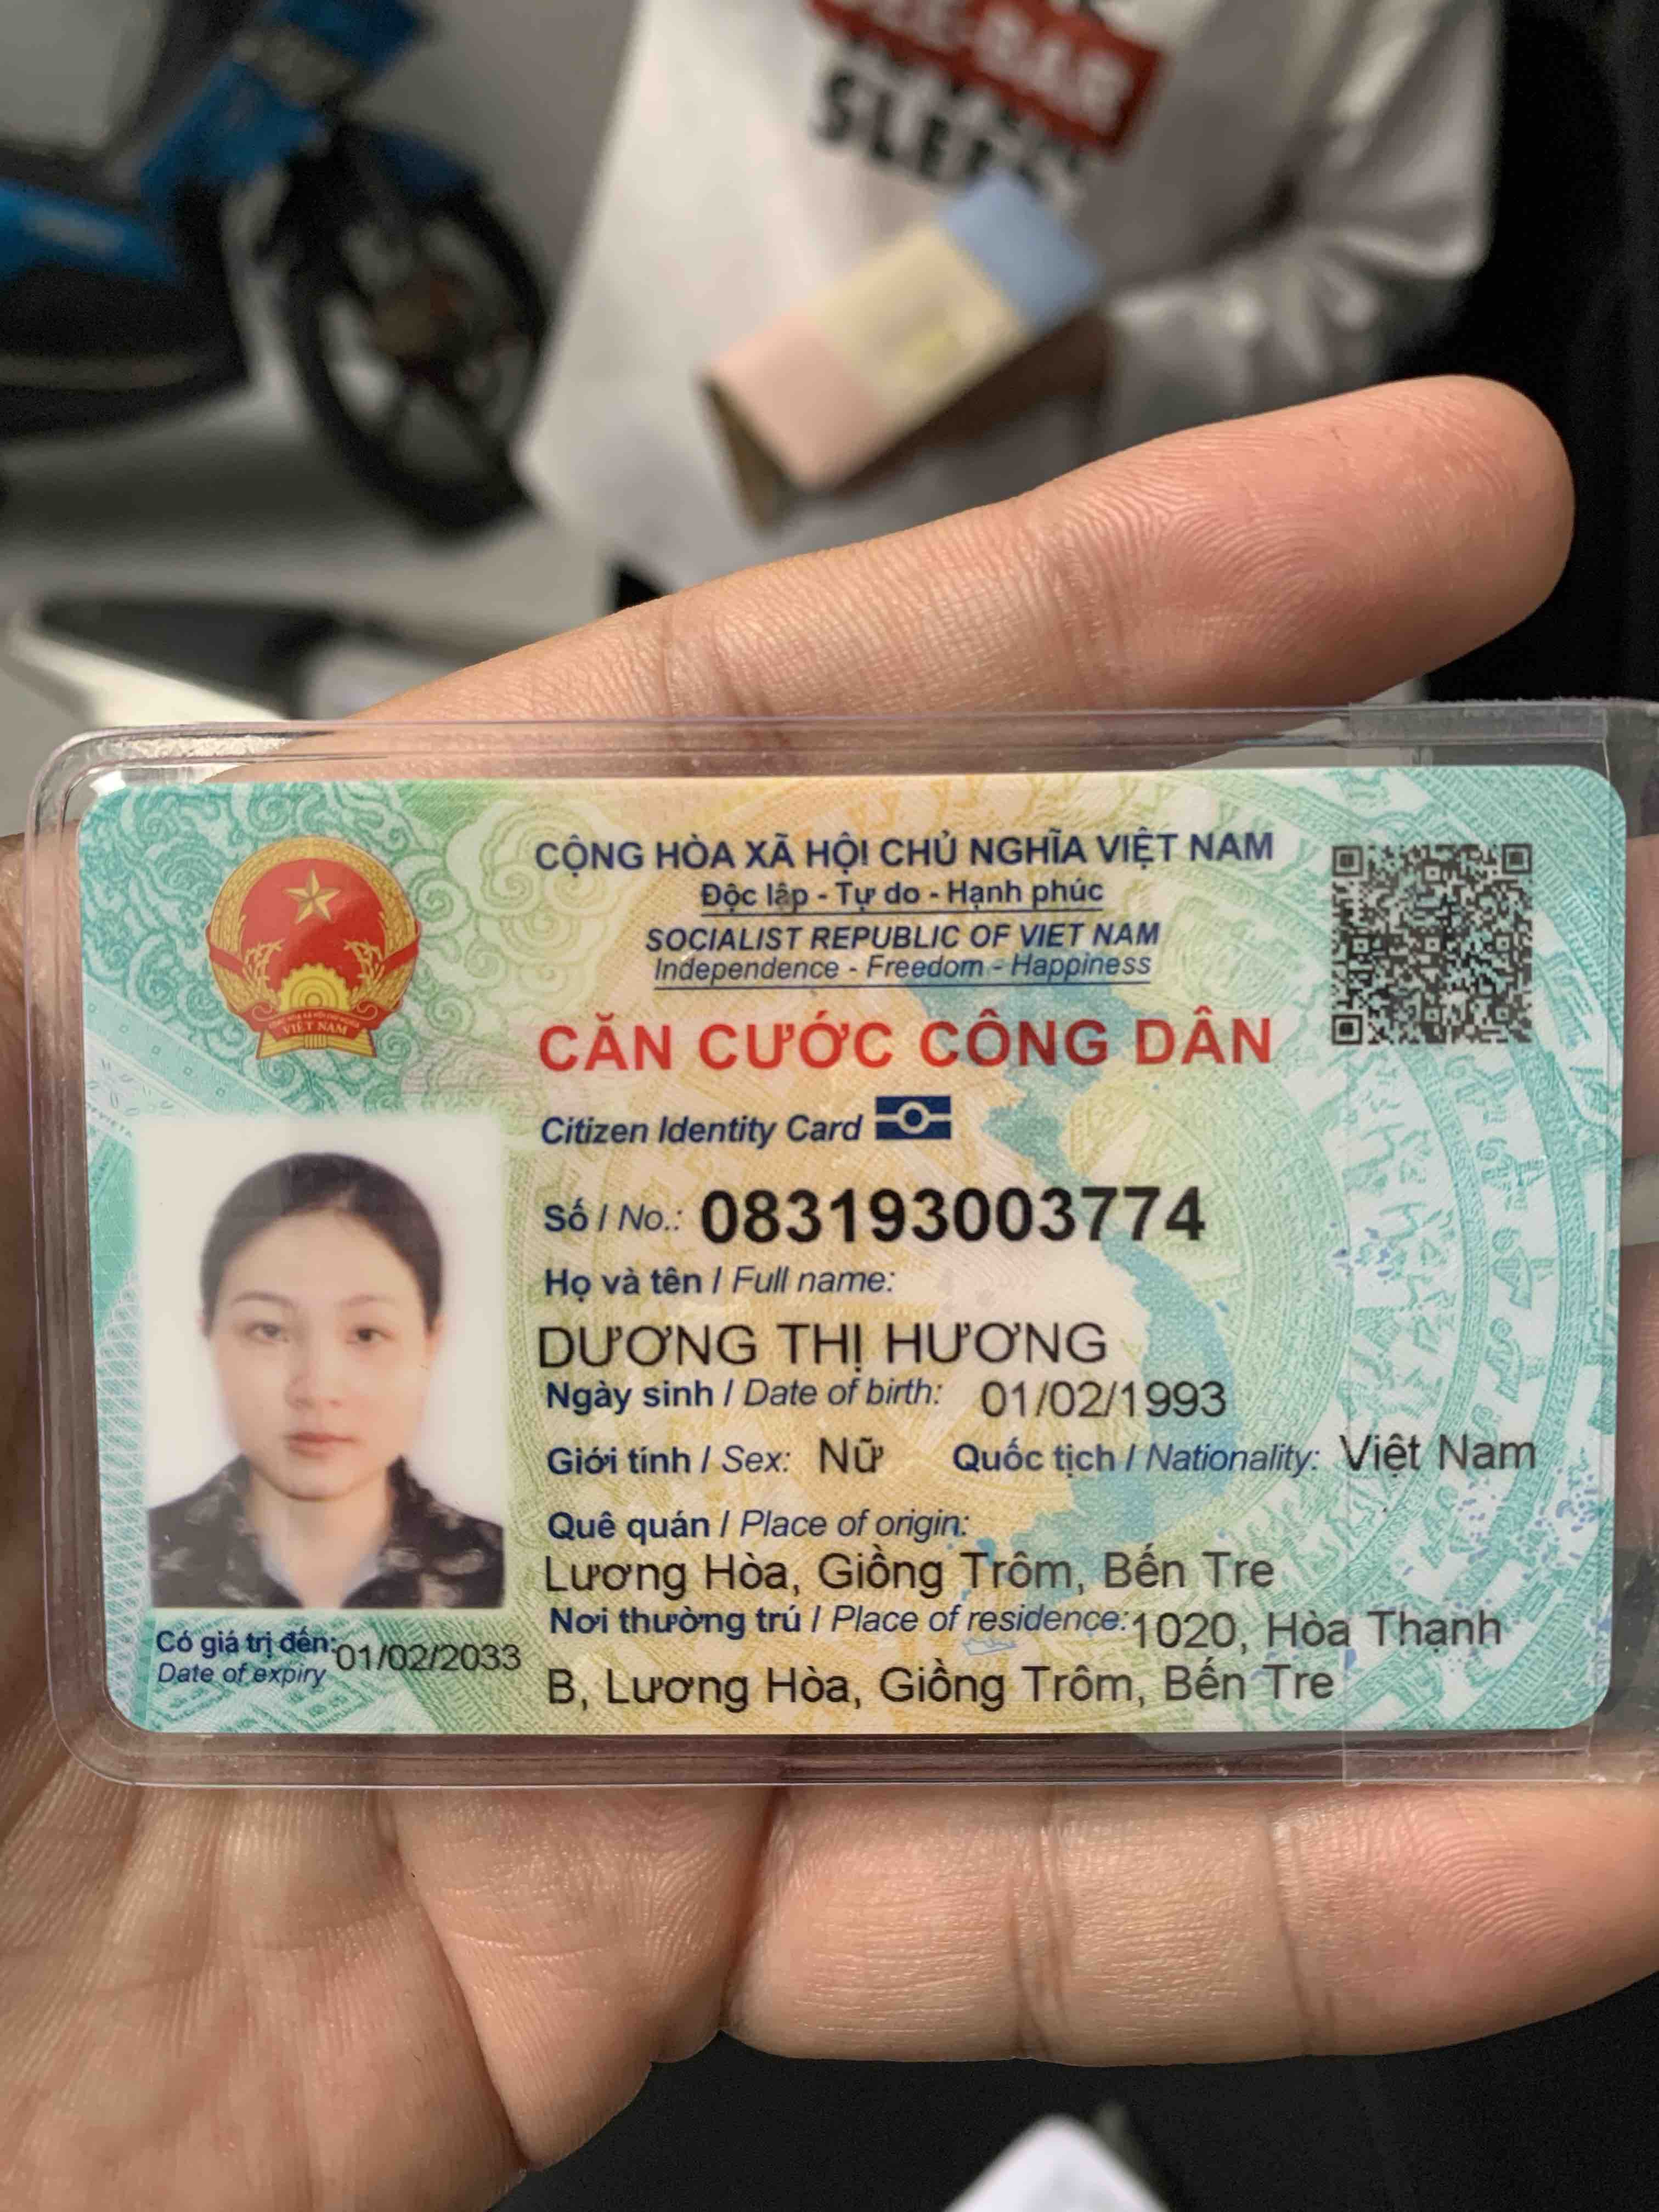 SLEE
CỘNG HÒA XÃ HỘI CHỦ NGHĨA VIỆT NAM
Độc lập - Tự do - Hạnh phúc
SOCIALIST REPUBLIC OF VIET NAM
Independence - Freedom - Happiness
VIỆT NAM
CĂN CƯỚC CÔNG DÂN
Citizen Identity Card
Số / No.: 083193003774
Họ và tên / Full name:
DƯƠNG THỊ HƯƠNG
Ngày sinh / Date of birth: 01/02/1993
Giới tính / Sex: Nữ Quốc tịch / Nationality: Việt Nam
Quê quán / Place of origin:
Lương Hòa, Giồng Trôm, Bến Tre
Nơi thường trú / Place of residence: 1020, Hòa Thạnh
B, Lương Hòa, Giồng Trôm, Bến Tre
Có giá trị đến: 01/02/2033
Date of expiry